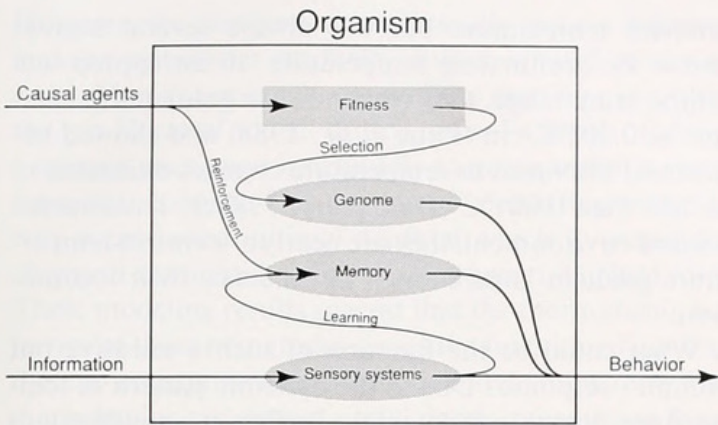 Organism
Causal agents
Fitness
Selection
Reinforcement
Genome
Memory
Learning
Information
Sensory systems
Behavior